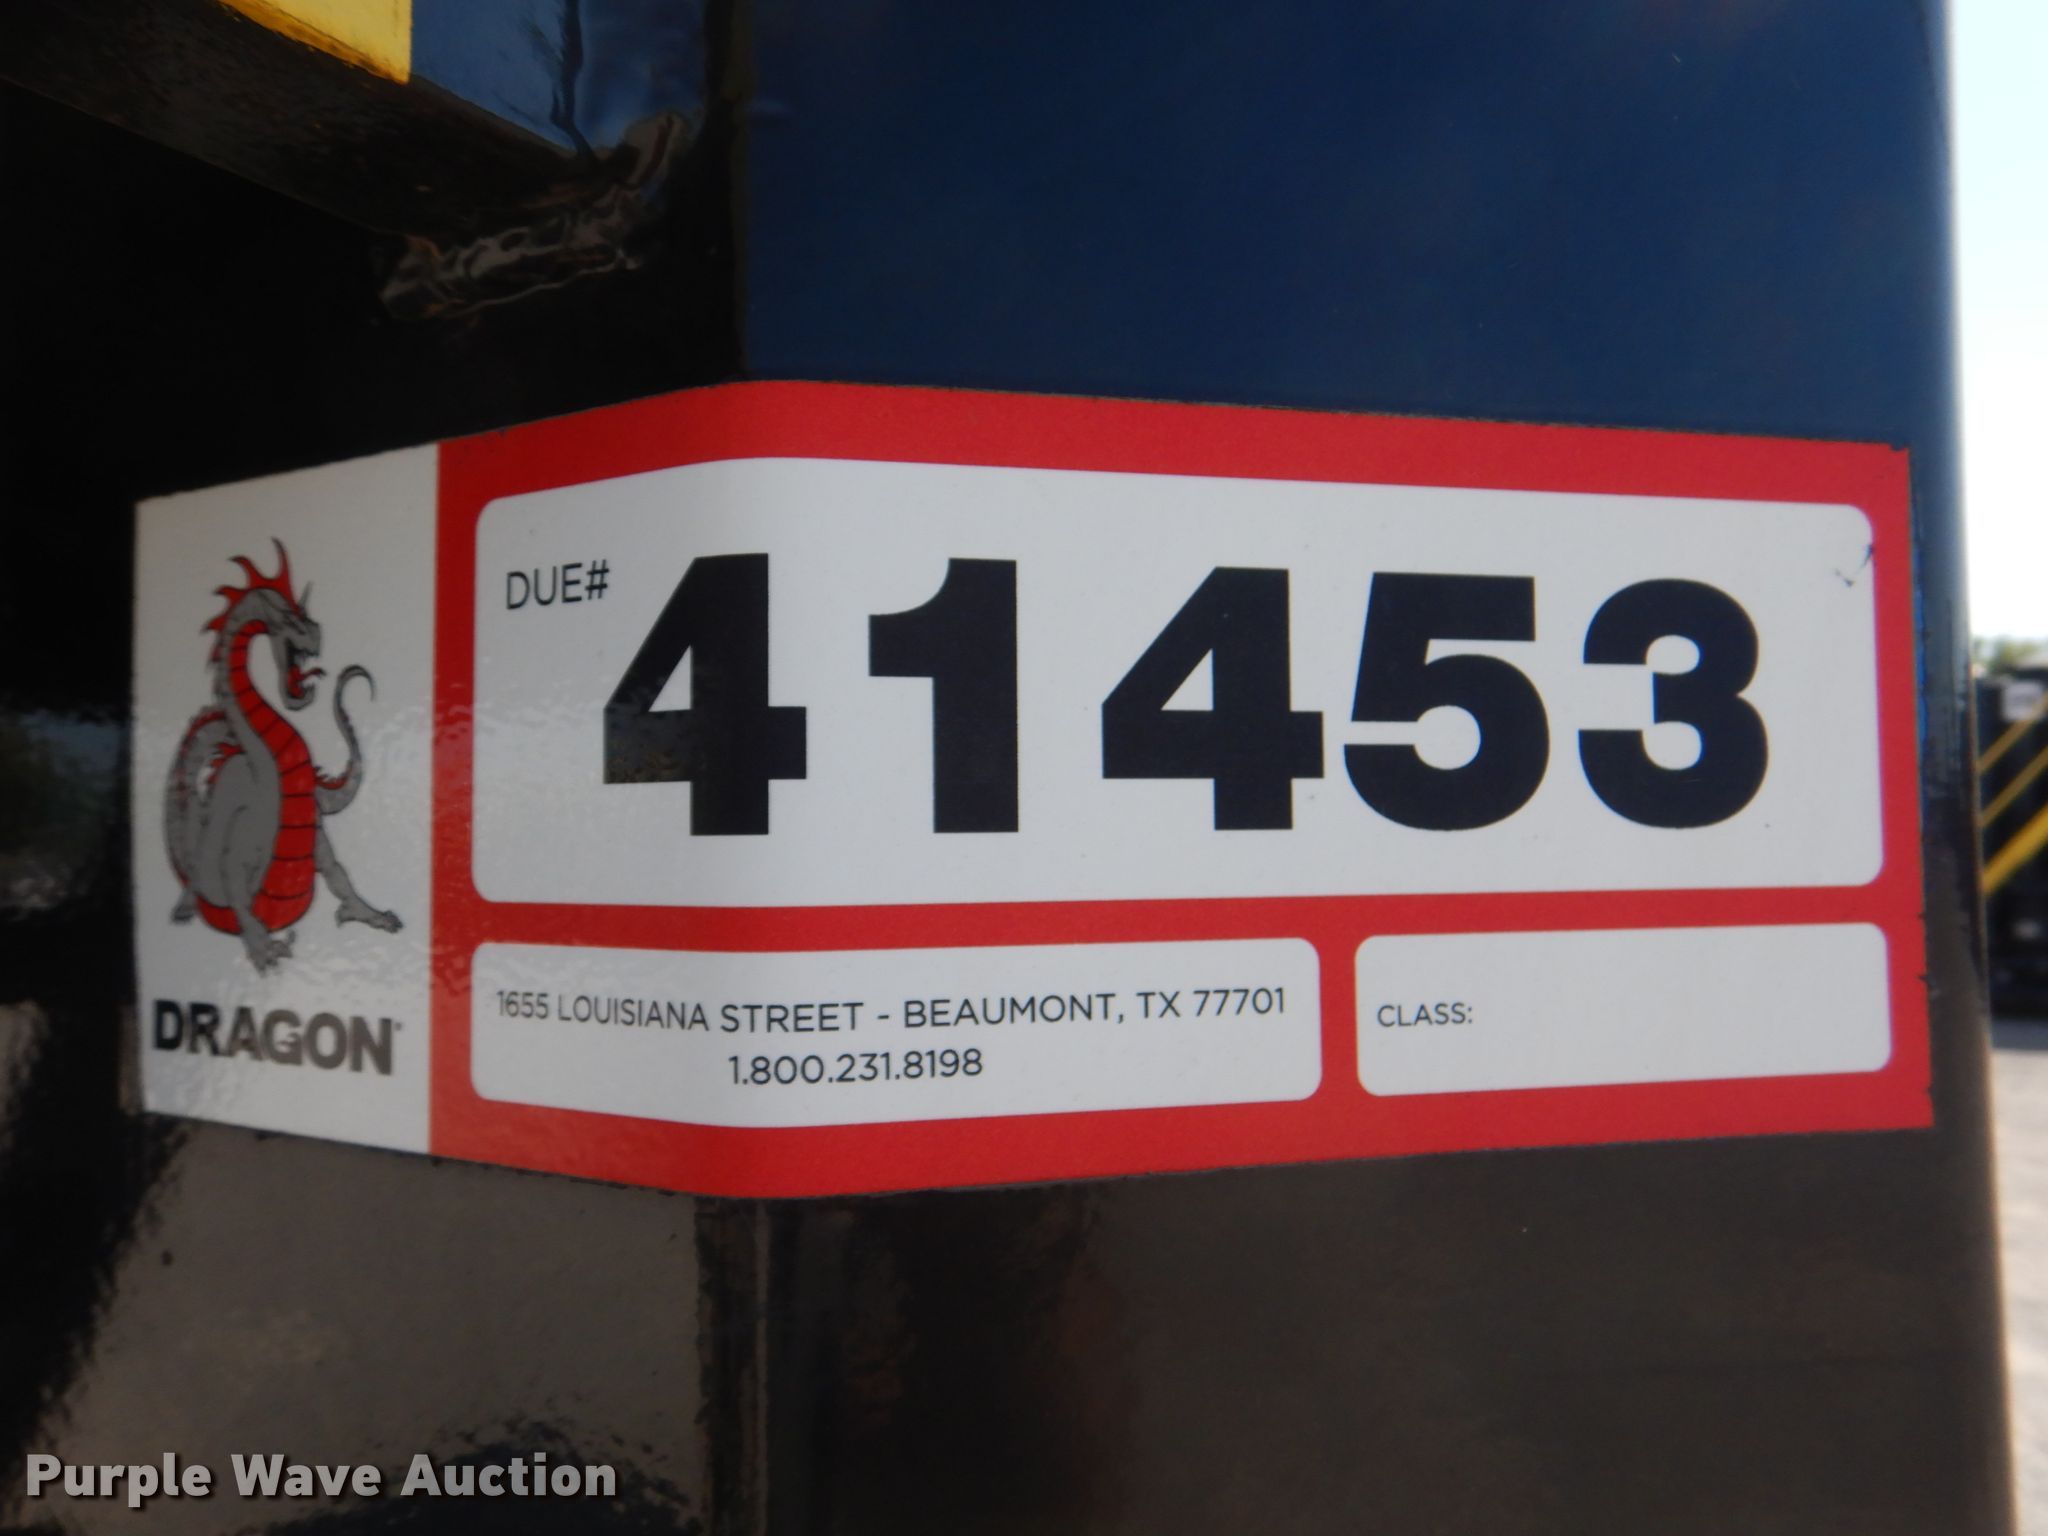 DUE# 41453
DRAGON
1655 LOUISIANA STREET - BEAUMONT, TX 77701
1.800.231.8198
CLASS:
Purple Wave Auction